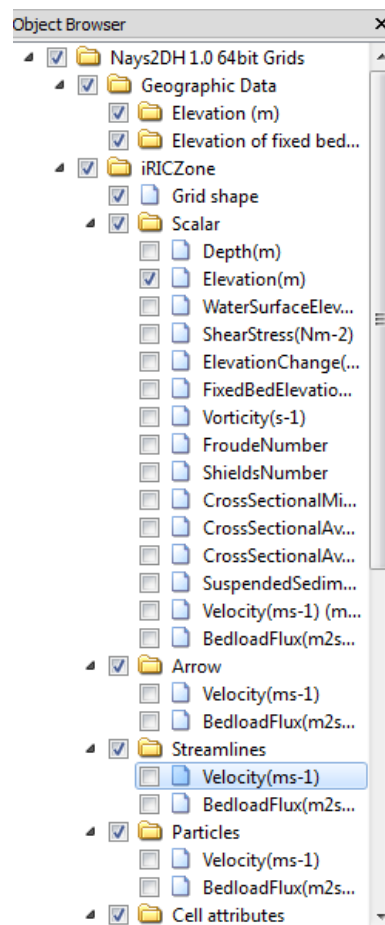 Object Browser
Nays2DH 1.0 64bit Grids
Geographic Data
Elevation (m)
Elevation of fixed bed...
iRICZone
Grid shape
Scalar
Depth(m)
Elevation(m)
WaterSurfaceElev...
ShearStress(Nm-2)
ElevationChange(...
FixedBedElevatio...
Vorticity(s-1)
FroudeNumber
ShieldsNumber
CrossSectionalMi...
CrossSectionalAv...
CrossSectionalAv...
SuspendedSedim...
Velocity(ms-1) (m...
BedloadFlux(m2s...
Arrow
Velocity(ms-1)
BedloadFlux(m2s...
Streamlines
Velocity(ms-1)
BedloadFlux(m2s...
Particles
Velocity(ms-1)
BedloadFlux(m2s...
Cell attributes